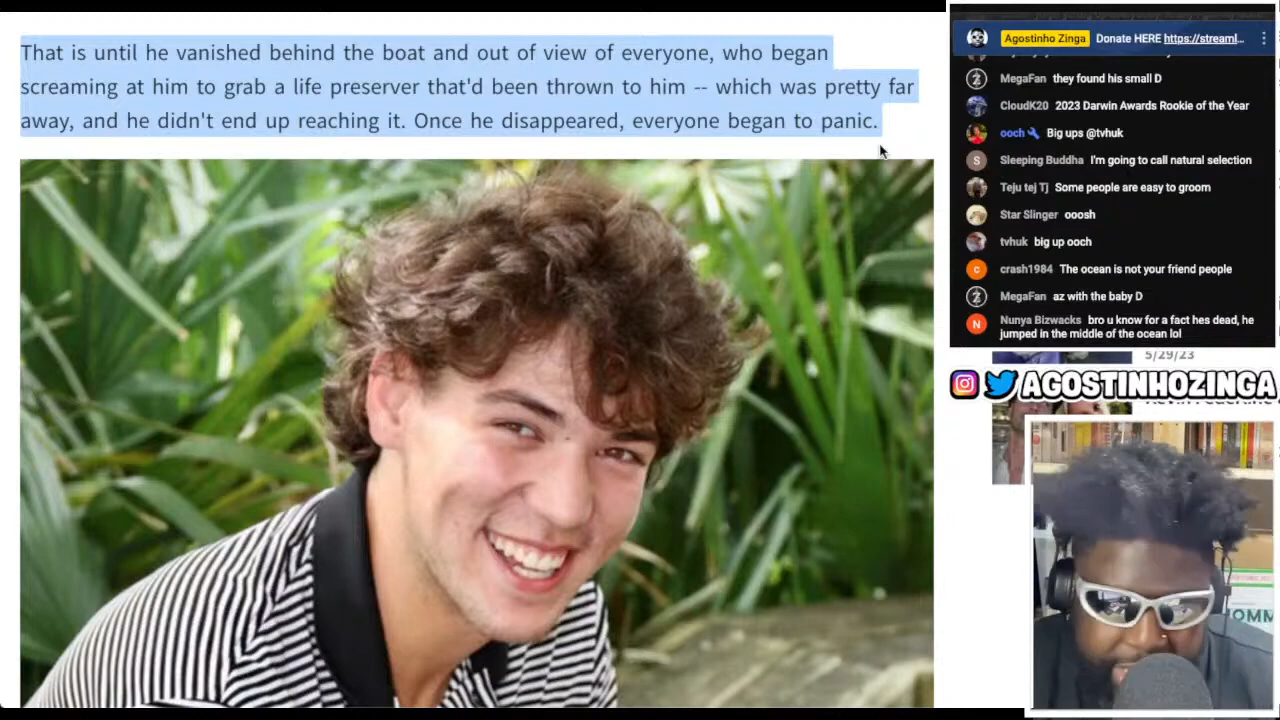 That is until he vanished behind the boat and out of view of everyone, who began
screaming at him to grab a life preserver that'd been thrown to him -- which was pretty far
away, and he didn't end up reaching it. Once he disappeared, everyone began to panic.
Agostinho Zinga Donate HERE https://streaml...
MegaFan they found his small D
CloudK20 2023 Darwin Awards Rookie of the Year
ooch Big ups @tvhuk
Sleeping Buddha I'm going to call natural selection
Teju tej Tj Some people are easy to groom
Star Slinger ooosh
tvhuk big up ooch
crash1984 The ocean is not your friend people
MegaFan az with the baby D
Nunya Bizwacks bro u know for a fact hes dead, he
jumped in the middle of the ocean lol
5/29/23
AGOSTINHOZINGA